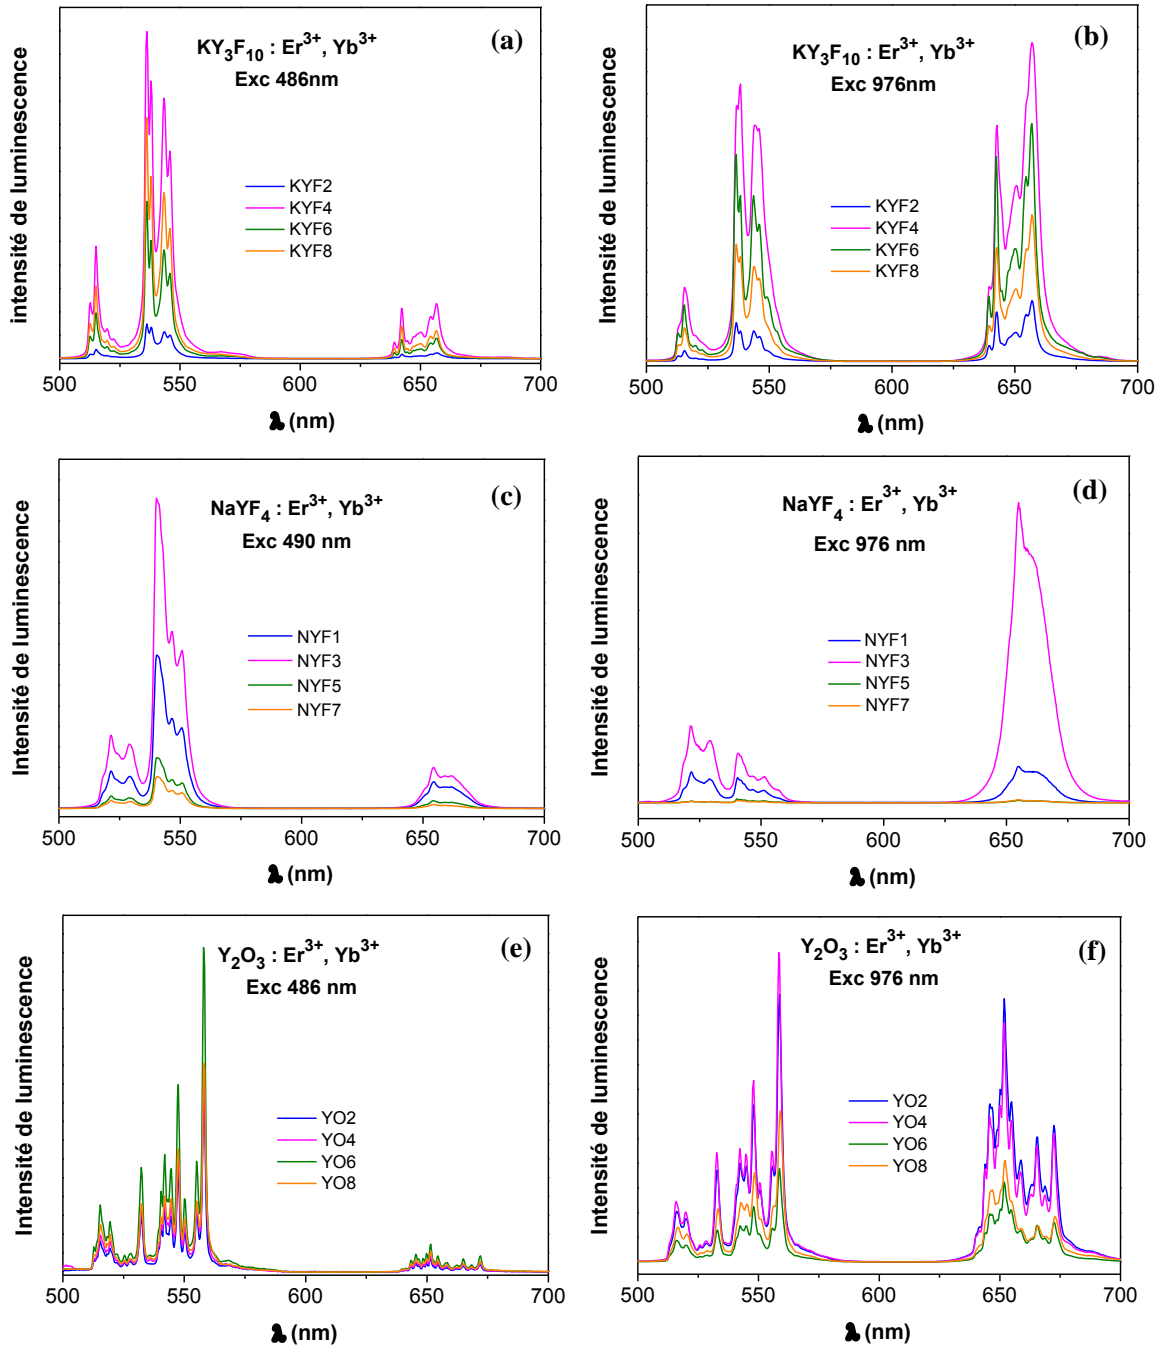 KY3F10 : Er3+, Yb3+
Exc 486nm
(a)
KYF2
KYF4
KYF6
KYF8
intensité de luminescence
500 550 600 650 700
λ (nm)
KY3F10 : Er3+, Yb3+
Exc 976nm
(b)
KYF2
KYF4
KYF6
KYF8
Intensité de luminescence
500 550 600 650 700
λ (nm)
NaYF4 : Er3+, Yb3+
Exc 490 nm
(c)
NYF1
NYF3
NYF5
NYF7
Intensité de luminescence
500 550 600 650 700
λ (nm)
NaYF4 : Er3+, Yb3+
Exc 976 nm
(d)
NYF1
NYF3
NYF5
NYF7
Intensité de luminescence
500 550 600 650 700
λ (nm)
Y2O3 : Er3+, Yb3+
Exc 486 nm
(e)
YO2
YO4
YO6
YO8
Intensité de luminescence
500 550 600 650 700
λ (nm)
Y2O3 : Er3+, Yb3+
Exc 976 nm
(f)
YO2
YO4
YO6
YO8
Intensité de luminescence
500 550 600 650 700
λ (nm)